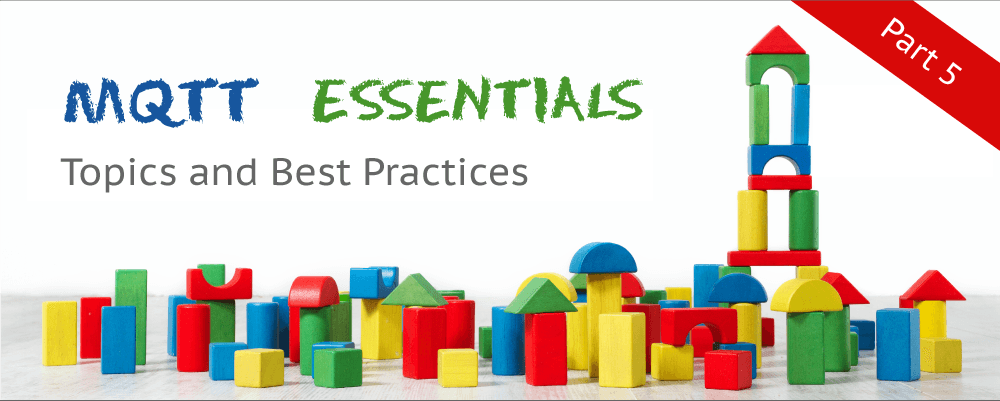 MQTT ESSENTIALS
Topics and Best Practices
Part 5